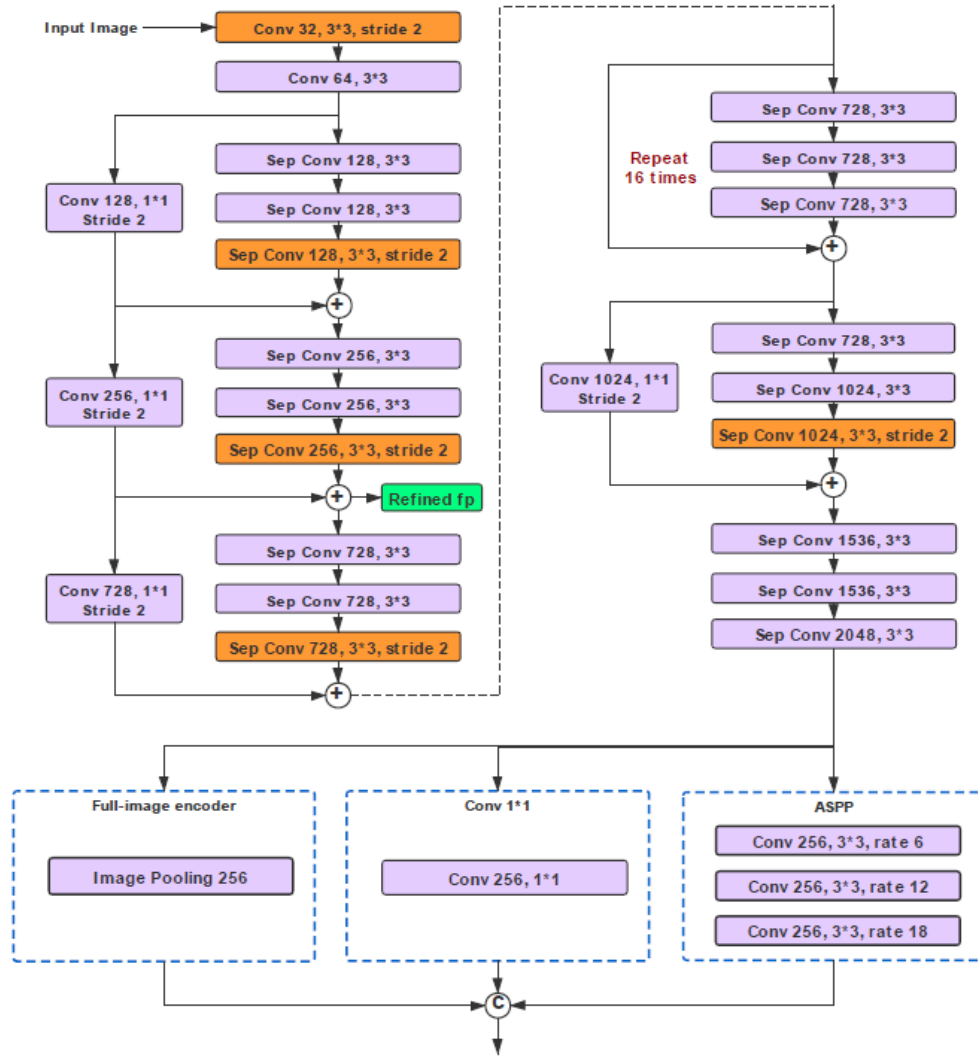 Input Image
Conv 32, 3*3, stride 2
Conv 64, 3*3
Sep Conv 128, 3*3
Conv 128, 1*1
Stride 2
Sep Conv 128, 3*3
Sep Conv 128, 3*3, stride 2
+
Sep Conv 256, 3*3
Conv 256, 1*1
Stride 2
Sep Conv 256, 3*3
Sep Conv 256, 3*3, stride 2
+
Refined fp
Sep Conv 728, 3*3
Conv 728, 1*1
Stride 2
Sep Conv 728, 3*3
Sep Conv 728, 3*3, stride 2
+
Repeat
16 times
Sep Conv 728, 3*3
Sep Conv 728, 3*3
Sep Conv 728, 3*3
+
Sep Conv 728, 3*3
Conv 1024, 1*1
Stride 2
Sep Conv 1024, 3*3
Sep Conv 1024, 3*3, stride 2
+
Sep Conv 1536, 3*3
Sep Conv 1536, 3*3
Sep Conv 2048, 3*3
Full-image encoder
Image Pooling 256
Conv 1*1
Conv 256, 1*1
ASPP
Conv 256, 3*3, rate 6
Conv 256, 3*3, rate 12
Conv 256, 3*3, rate 18
C